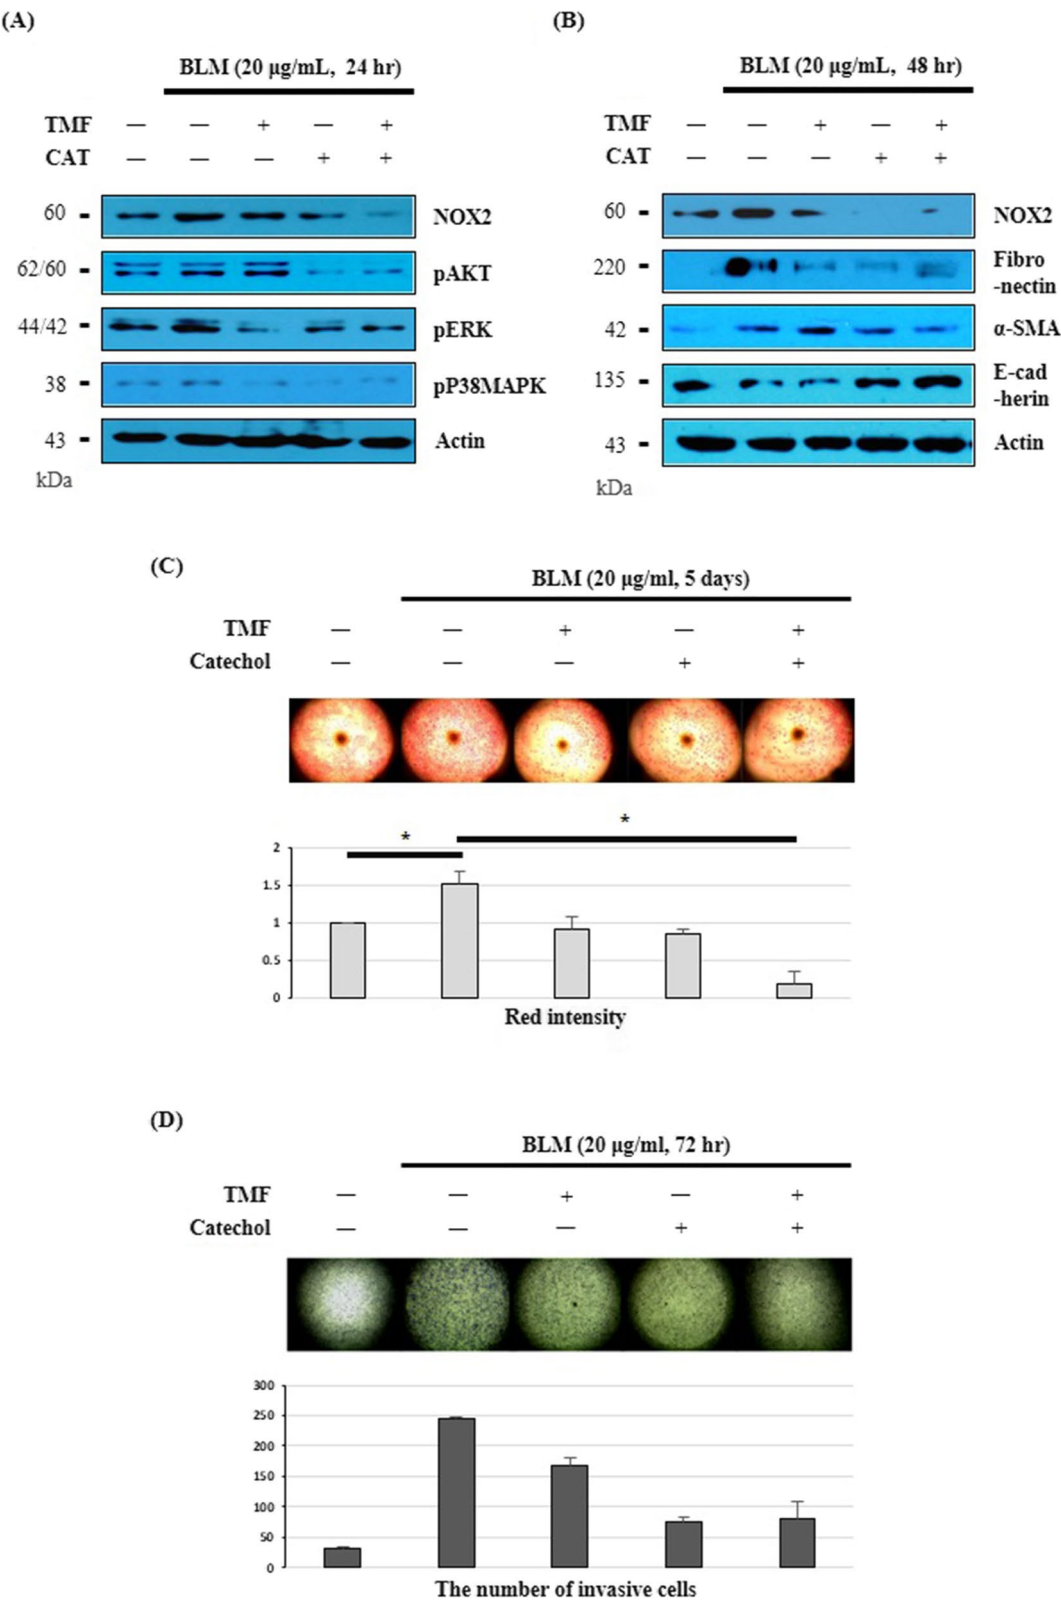 (A)
BLM (20 μg/mL, 24 hr)
TMF — — + — +
CAT — — — + +
60 - NOX2
62/60 - pAKT
44/42 - pERK
38 - pP38MAPK
43 - Actin
kDa
(B)
BLM (20 μg/mL, 48 hr)
TMF — — + — +
CAT — — — + +
60 - NOX2
220 - Fibro
-nectin
42 - α-SMA
135 - E-cad
-herin
43 - Actin
kDa
(C)
BLM (20 μg/ml, 5 days)
TMF — — + — +
Catechol — — — + +
*
*
2
1.5
1
0.5
0
Red intensity
(D)
BLM (20 μg/ml, 72 hr)
TMF — — + — +
Catechol — — — + +
300
250
200
150
100
50
0
The number of invasive cells